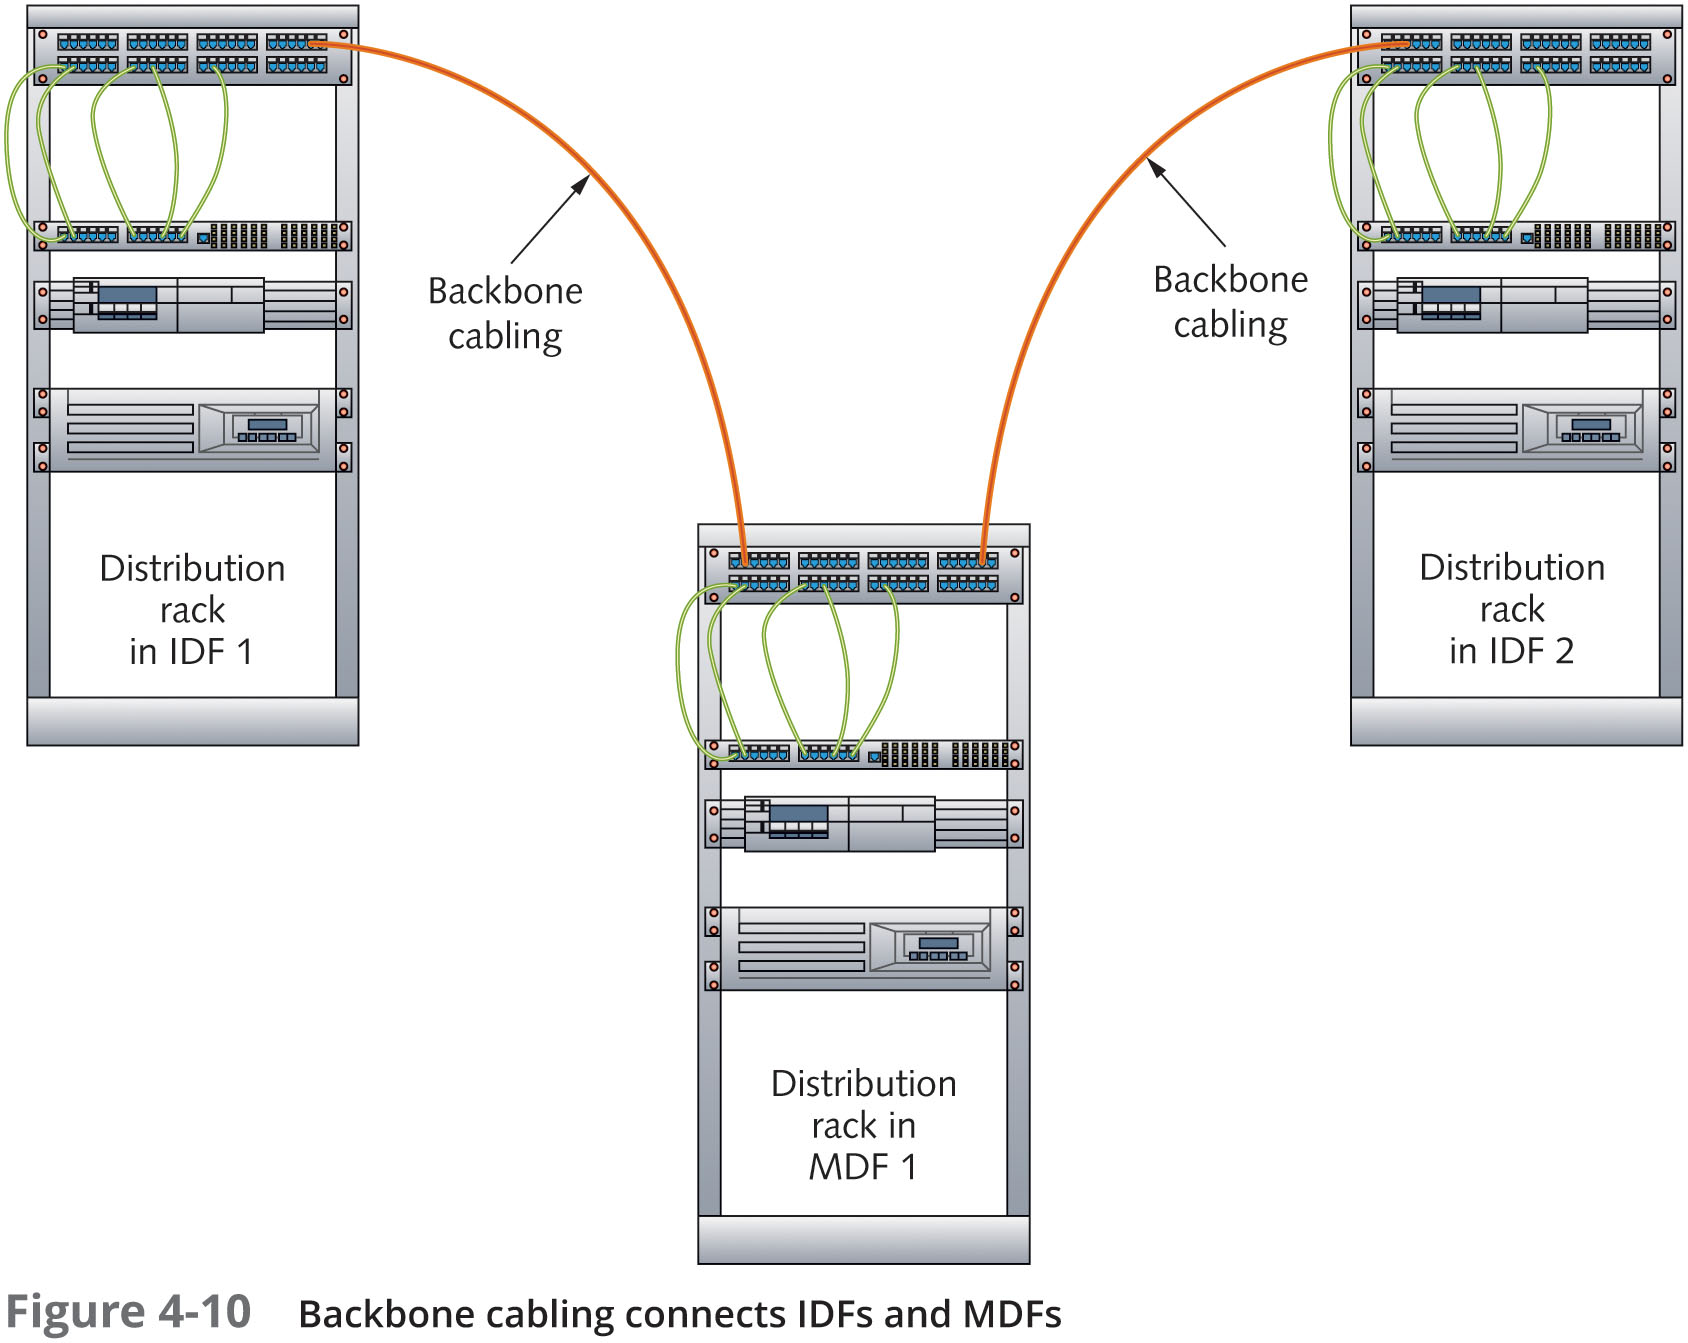 Backbone
cabling
Backbone
cabling
Distribution
rack
in IDF 1
Distribution
rack
in IDF 2
Distribution
rack in
MDF 1
Figure 4-10 Backbone cabling connects IDFs and MDFs